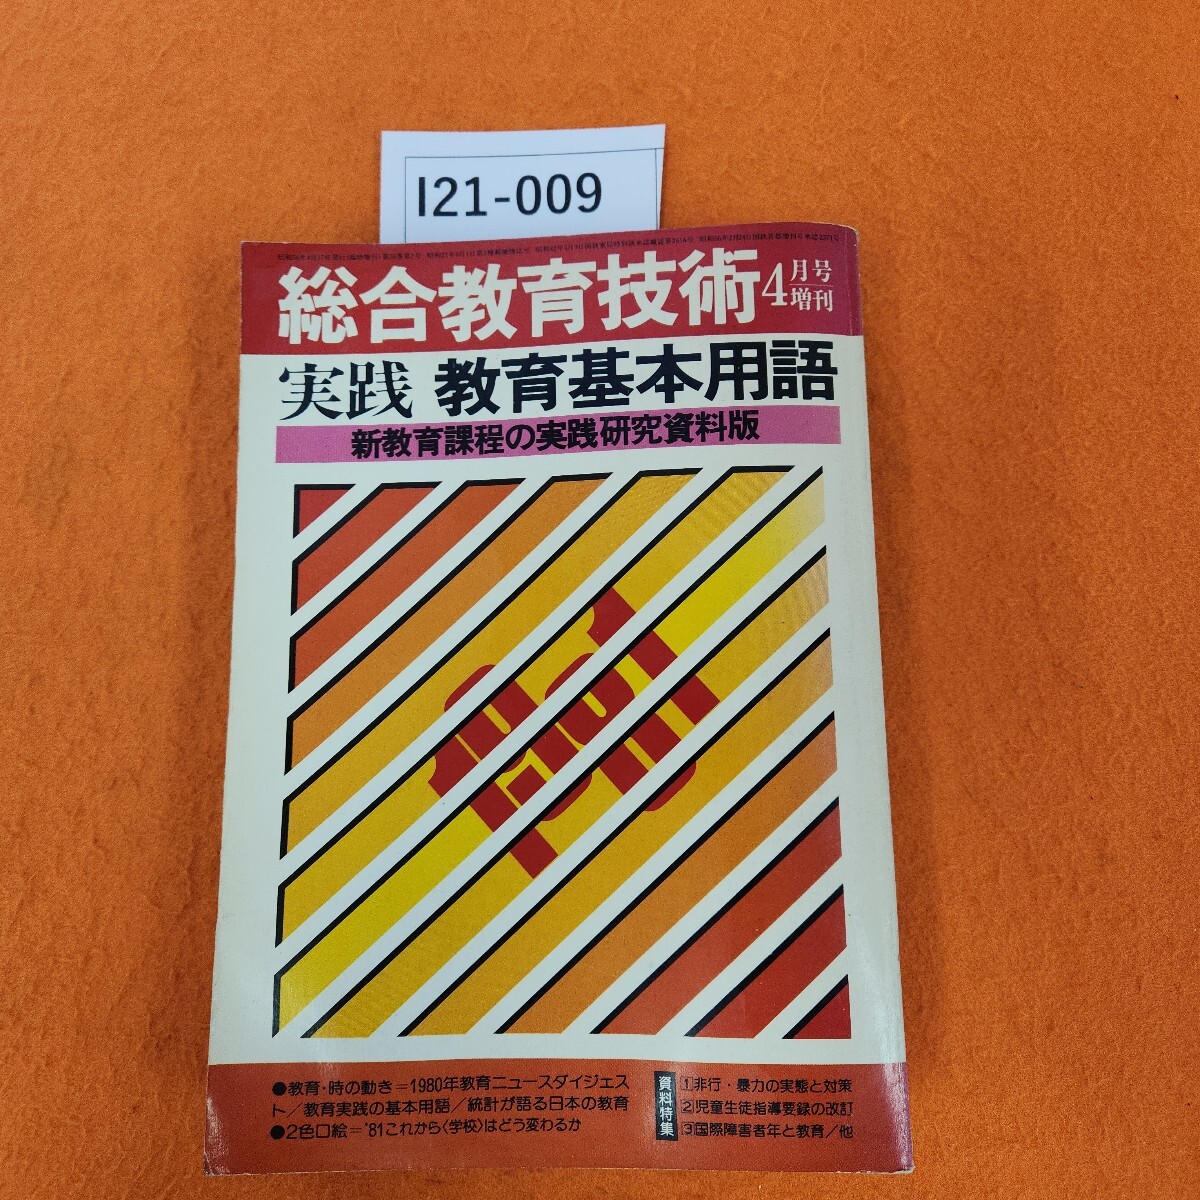 I21-009
総合教育技術 4月号増刊
実践 教育基本用語
新教育課程の実践研究資料版
●教育・時の動き＝1980年教育ニュースダイジェス
ト／教育実践の基本用語／統計が語る日本の教育
●2色口絵＝'81これから〈学校〉はどう変わるか
資料特集
1非行・暴力の実態と対策
2児童生徒指導要録の改訂
3国際障害者年と教育／他